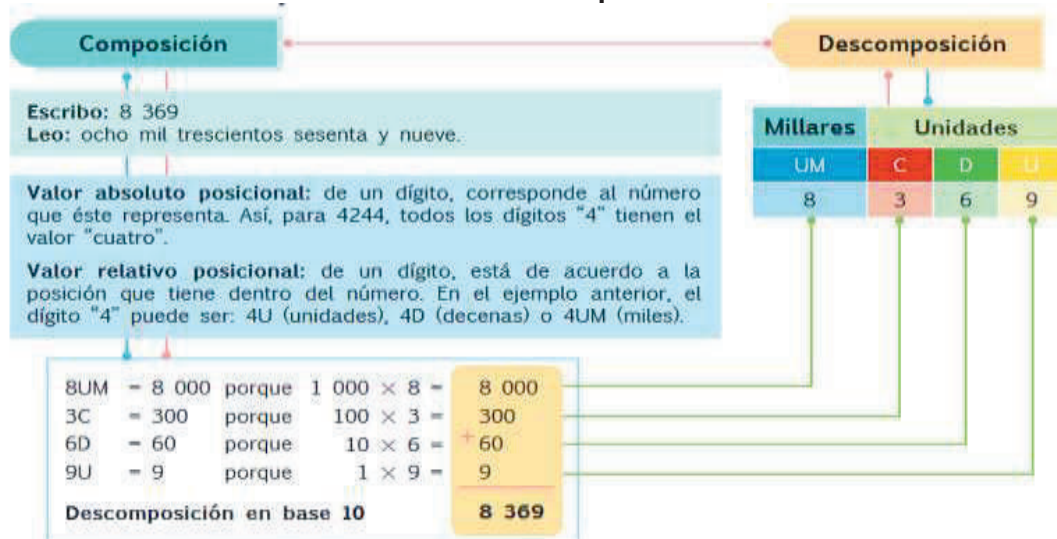 Composición
Descomposición
Escribo: 8 369
Leo: ocho mil trescientos sesenta y nueve.
Millares Unidades
UM C D U
8 3 6 9
Valor absoluto posicional: de un dígito, corresponde al número
que éste representa. Así, para 4244, todos los dígitos "4" tienen el
valor "cuatro".
Valor relativo posicional: de un dígito, está de acuerdo a la
posición que tiene dentro del número. En el ejemplo anterior, el
dígito "4" puede ser: 4U (unidades), 4D (decenas) o 4UM (miles).
8UM = 8 000 porque 1 000 × 8 = 8 000
3C = 300 porque 100 × 3 = 300
6D = 60 porque 10 × 6 = + 60
9U = 9 porque 1 × 9 = 9
Descomposición en base 10 8 369